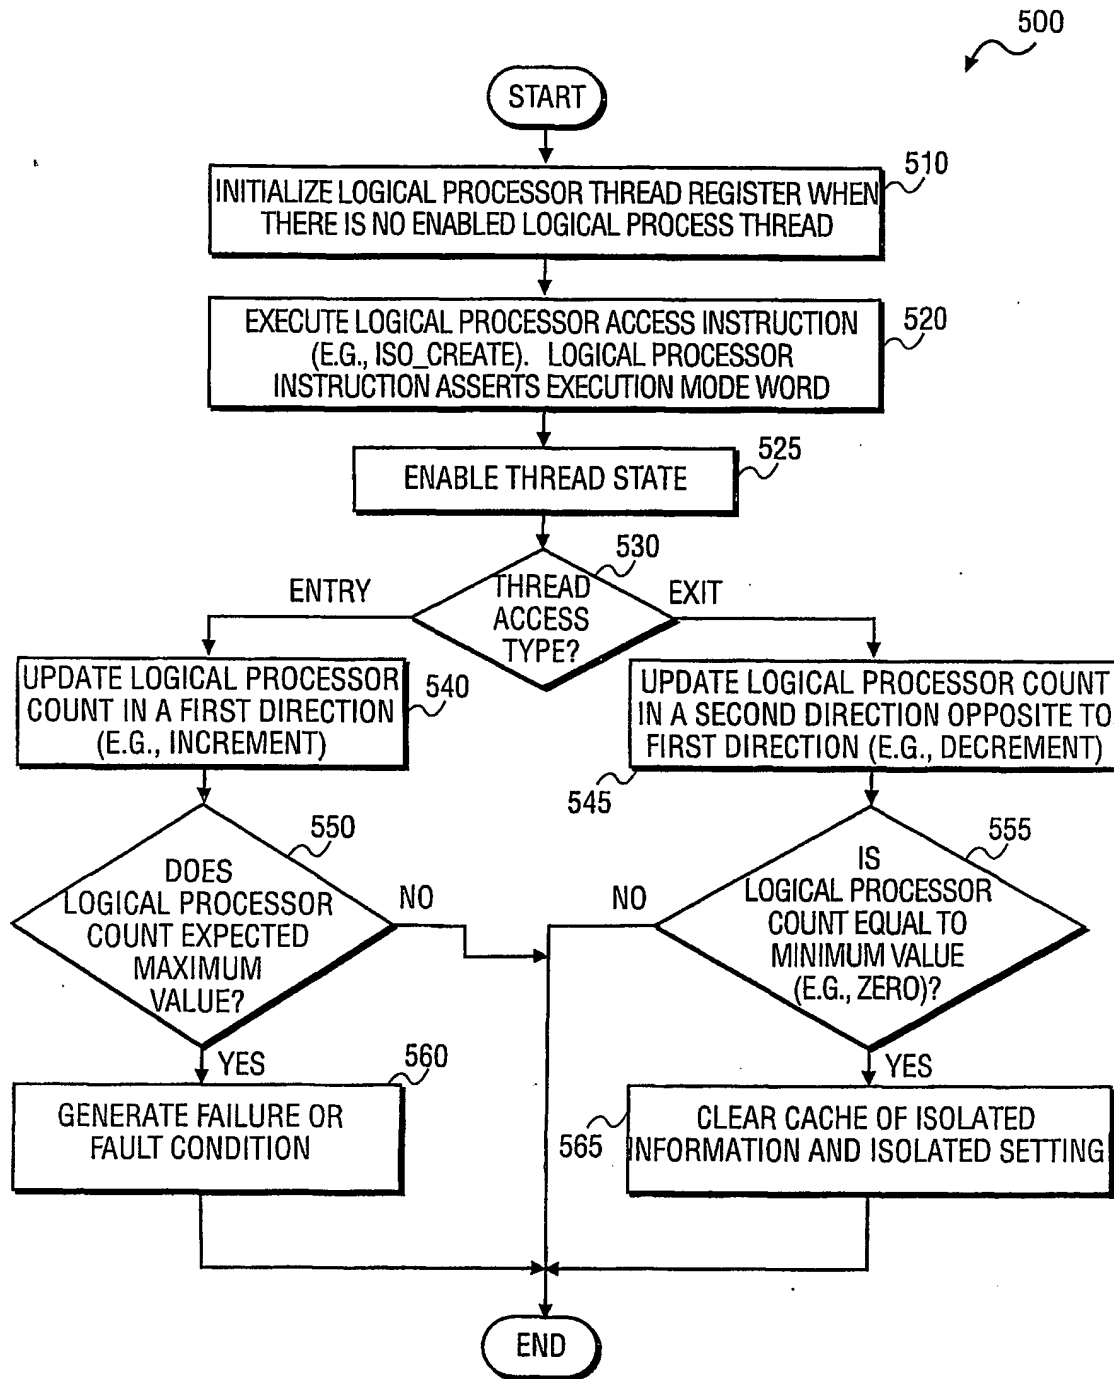 500
START
510
INITIALIZE LOGICAL PROCESSOR THREAD REGISTER WHEN
THERE IS NO ENABLED LOGICAL PROCESS THREAD
520
EXECUTE LOGICAL PROCESSOR ACCESS INSTRUCTION
(E.G., ISO_CREATE). LOGICAL PROCESSOR
INSTRUCTION ASSERTS EXECUTION MODE WORD
525
ENABLE THREAD STATE
530
ENTRY
THREAD
ACCESS
TYPE?
EXIT
UPDATE LOGICAL PROCESSOR
COUNT IN A FIRST DIRECTION
(E.G., INCREMENT)
540
UPDATE LOGICAL PROCESSOR COUNT
IN A SECOND DIRECTION OPPOSITE TO
FIRST DIRECTION (E.G., DECREMENT)
545
550
DOES
LOGICAL PROCESSOR
COUNT EXPECTED
MAXIMUM
VALUE?
NO
YES
555
IS
LOGICAL PROCESSOR
COUNT EQUAL TO
MINIMUM VALUE
(E.G., ZERO)?
NO
YES
560
GENERATE FAILURE OR
FAULT CONDITION
565
CLEAR CACHE OF ISOLATED
INFORMATION AND ISOLATED SETTING
END